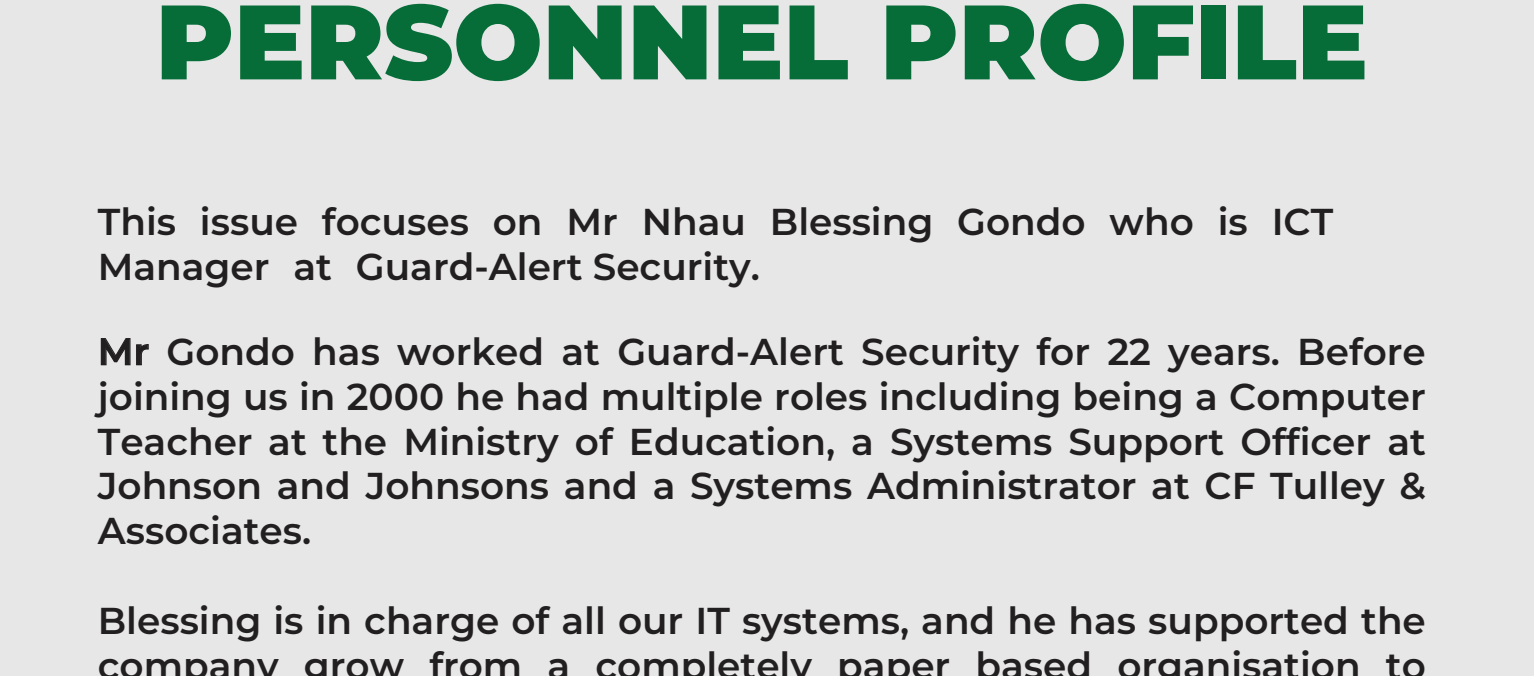 PERSONNEL PROFILE
This issue focuses on Mr Nhau Blessing Gondo who is ICT
Manager at Guard-Alert Security.
Mr Gondo has worked at Guard-Alert Security for 22 years. Before
joining us in 2000 he had multiple roles including being a Computer
Teacher at the Ministry of Education, a Systems Support Officer at
Johnson and Johnsons and a Systems Administrator at CF Tulley &
Associates.
Blessing is in charge of all our IT systems, and he has supported the
company grow from a completely paper based organisation to